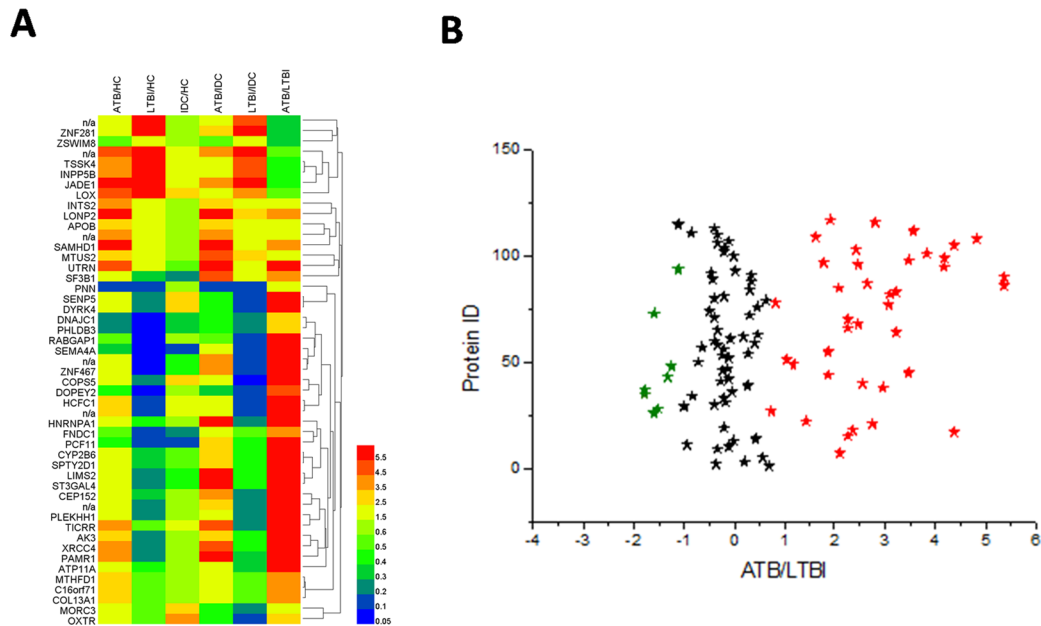 A
B
ATB/HC
LTBI/HC
IDC/HC
ATB/IDC
LTBI/IDC
ATB/LTBI
n/a
ZNF281
ZSWIM8
n/a
TSSK4
INPP5B
JADE1
LOX
INTS2
LONP2
APOB
n/a
SAMHD1
MTUS2
UTRN
SF3B1
PNN
SENP5
DYRK4
DNAJC1
PHLDB3
RABGAP1
SEMA4A
n/a
ZNF467
COPS5
DOPEY2
HCFC1
n/a
HNRNPA1
FNDC1
PCF11
CYP2B6
SPTY2D1
LIMS2
ST3GAL4
CEP152
n/a
PLEKHH1
TICRR
AK3
XRCC4
PAMR1
ATP11A
MTHFD1
C16orf71
COL13A1
MORC3
OXTR
5.5
4.5
3.5
2.5
1.5
1.6
0.6
0.5
0.4
0.3
0.2
0.1
0.05
150
100
50
0
Protein ID
-4
-3
-2
-1
0
1
2
3
4
5
6
ATB/LTBI